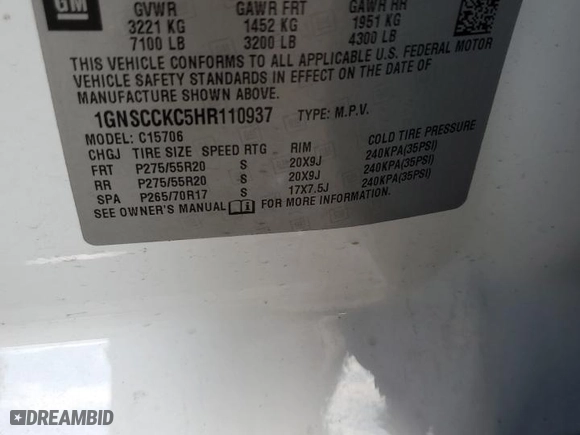 GM
GVWR GAWR FRT GAWR RR
3221 KG 1452 KG 1951 KG
7100 LB 3200 LB 4300 LB
THIS VEHICLE CONFORMS TO ALL APPLICABLE U.S. FEDERAL MOTOR
VEHICLE SAFETY STANDARDS IN EFFECT ON THE DATE OF
MANUFACTURE SHOWN ABOVE.
1GNSCCKC5HR110937 TYPE: M.P.V.
MODEL: C15706
CHGJ TIRE SIZE SPEED RTG RIM COLD TIRE PRESSURE
FRT P275/55R20 S 20X9J 240KPA(35PSI)
RR P275/55R20 S 20X9J 240KPA(35PSI)
SPA P265/70R17 S 17X7.5J 240KPA(35PSI)
SEE OWNER'S MANUAL FOR MORE INFORMATION.
DREAMBID